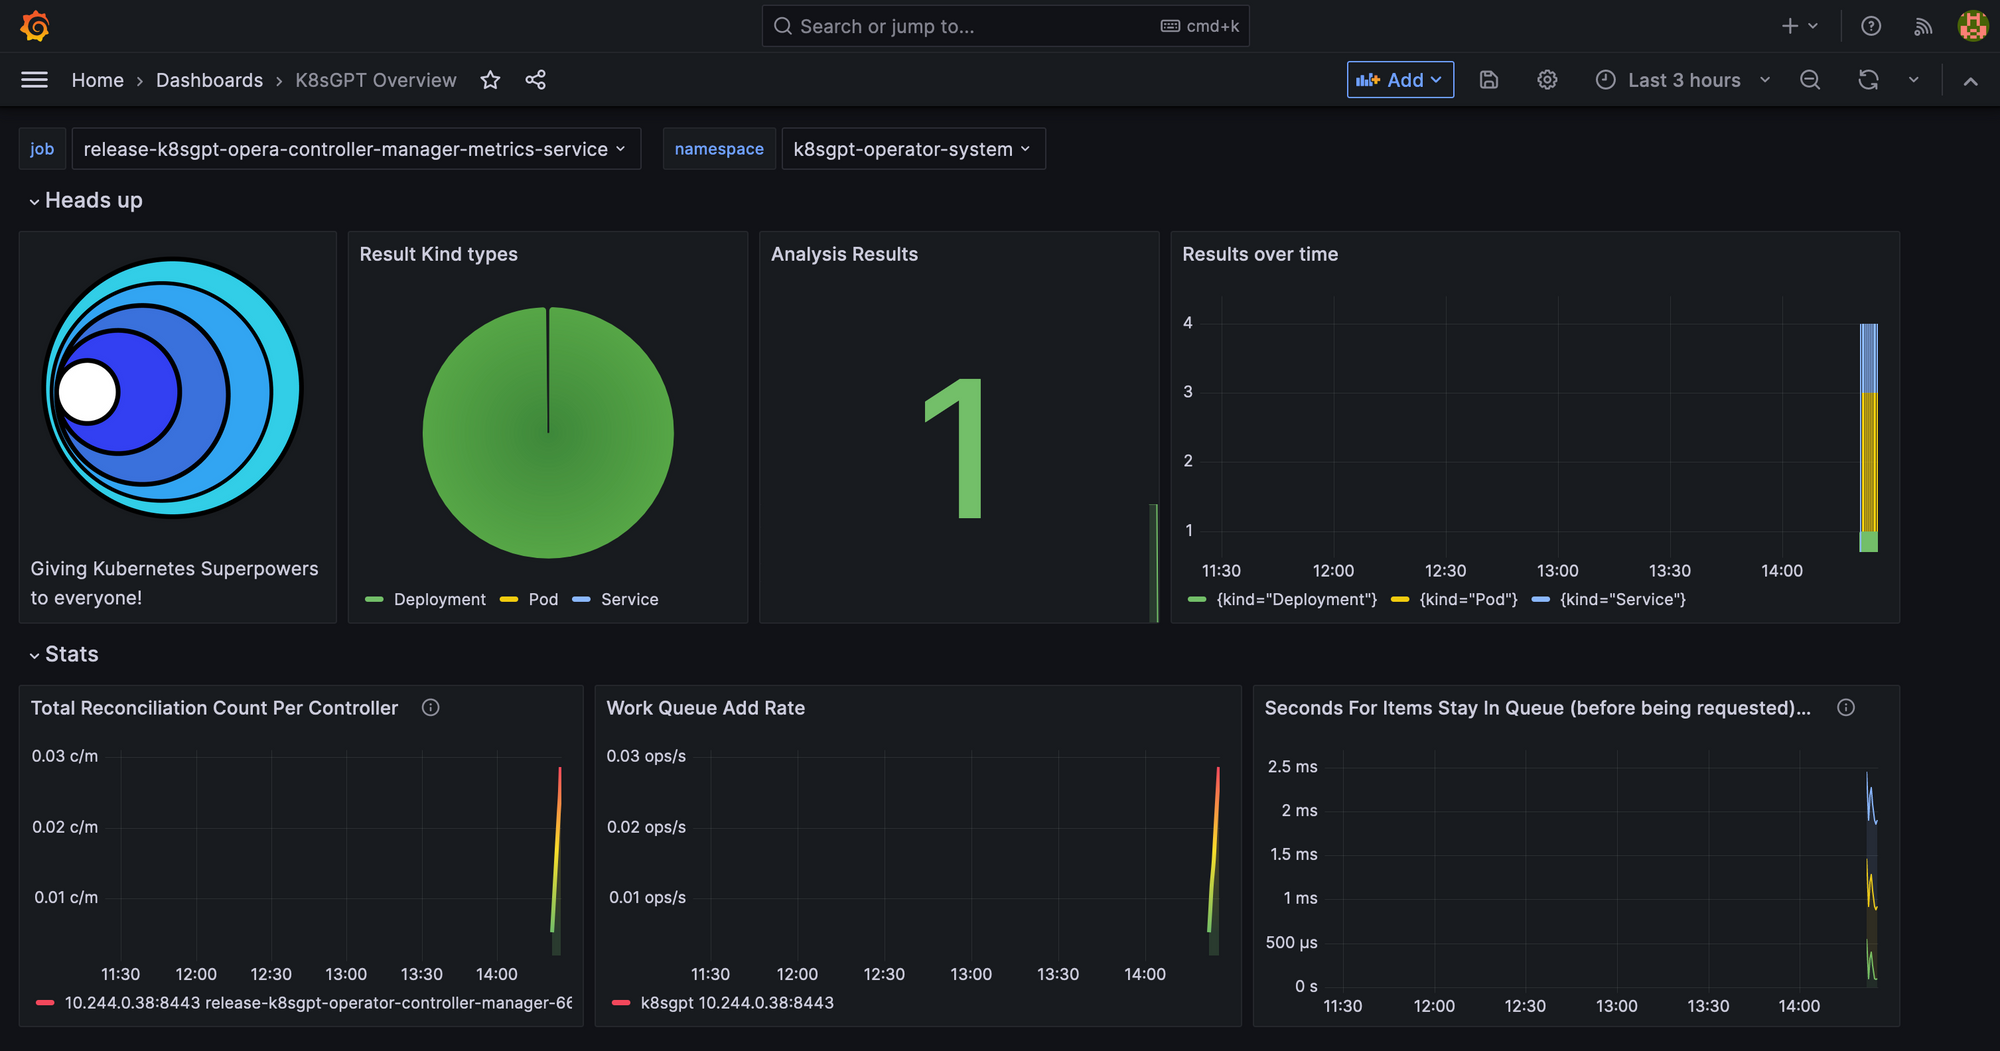 Search or jump to...
cmd+k
Home
Dashboards
K8sGPT Overview
Add
Last 3 hours
job
release-k8sgpt-opera-controller-manager-metrics-service
namespace
k8sgpt-operator-system
Heads up
Giving Kubernetes Superpowers
to everyone!
Result Kind types
Deployment
Pod
Service
Analysis Results
1
Results over time
4
3
2
1
11:30 12:00 12:30 13:00 13:30 14:00
{kind="Deployment"} {kind="Pod"} {kind="Service"}
Stats
Total Reconciliation Count Per Controller
0.03 c/m
0.02 c/m
0.01 c/m
11:30 12:00 12:30 13:00 13:30 14:00
10.244.0.38:8443 release-k8sgpt-operator-controller-manager-66
Work Queue Add Rate
0.03 ops/s
0.02 ops/s
0.01 ops/s
11:30 12:00 12:30 13:00 13:30 14:00
k8sgpt 10.244.0.38:8443
Seconds For Items Stay In Queue (before being requested)...
2.5 ms
2 ms
1.5 ms
1 ms
500 µs
0 s
11:30 12:00 12:30 13:00 13:30 14:00